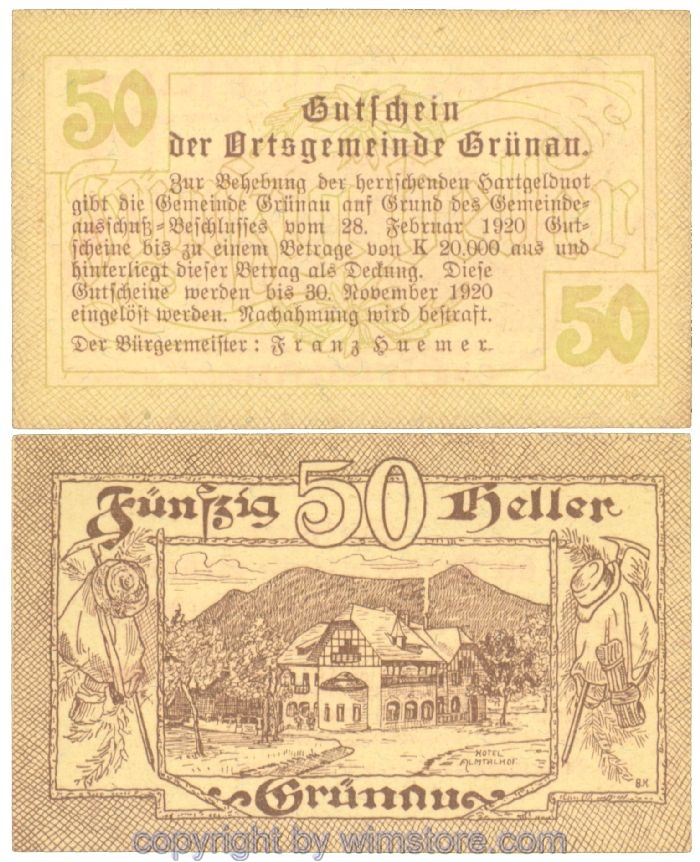 50
Gutschein
der Ortsgemeinde Grünau.
Zur Behebung der herrschenden Hartgeldnot
gibt die Gemeinde Grünau auf Grund des Gemeinde-
ausschuß-Beschlusses vom 28. Februar 1920 Gut-
scheine bis zu einem Betrage von K 20.000 aus und
hinterliegt dieser Betrag als Deckung. Diese
Gutscheine werden bis 30. November 1920
eingelöst werden. Nachahmung wird bestraft.
Der Bürgermeister: Franz Huemer.
50
Fünfzig 50 Heller
HOTEL
ALMTALHOF.
BK
Grünau
copyright by wimstore.com